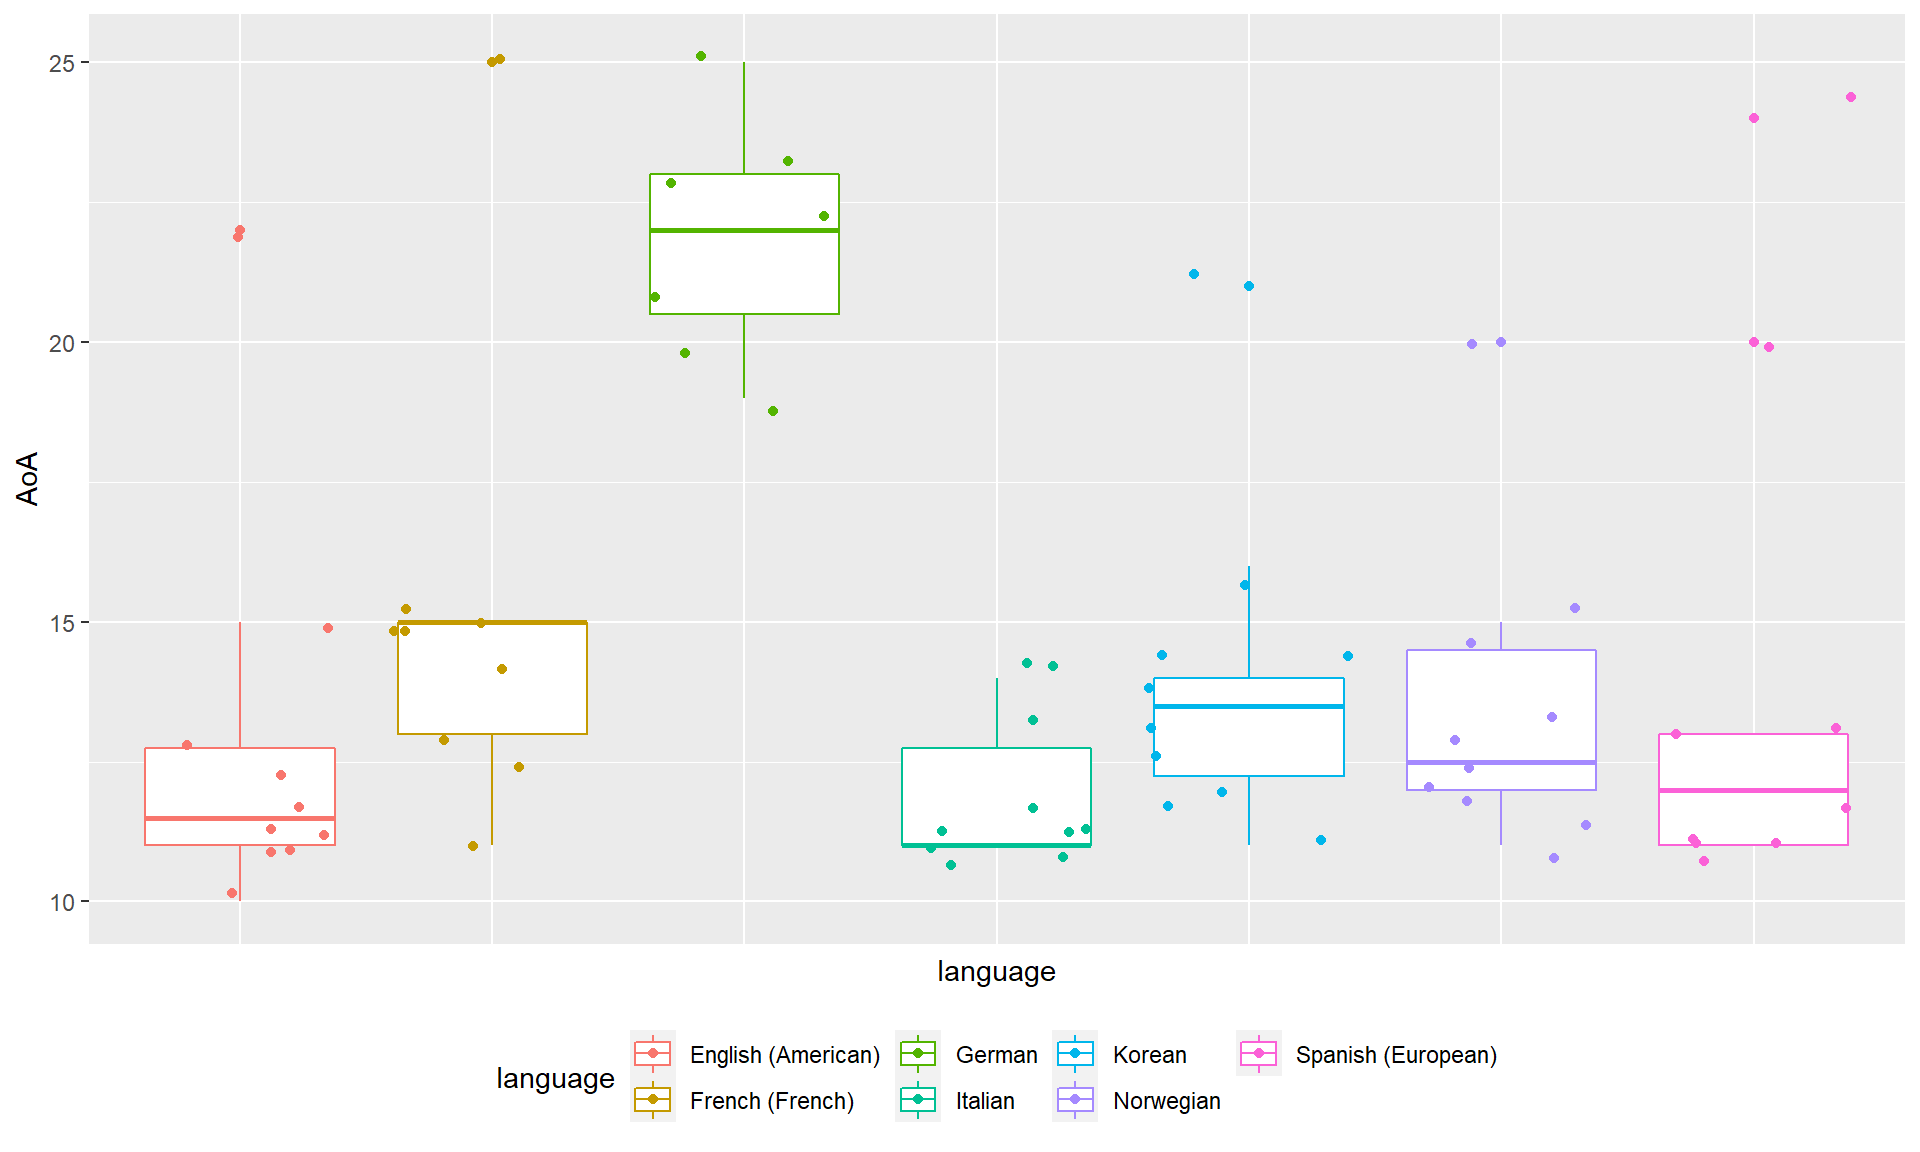 25
20
15
10
AoA
language
language
English (American)
German
Korean
Spanish (European)
French (French)
Italian
Norwegian